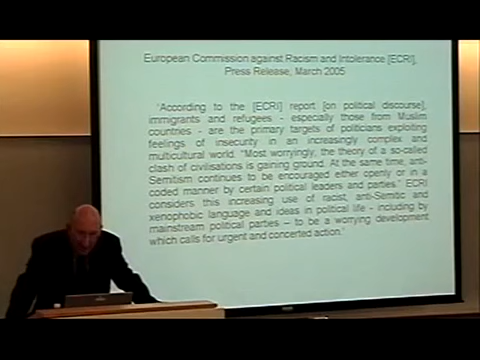 European Commission against Racism and Intolerance [ECRI],
Press Release, March 2005
'According to the [ECRI] report [on political discourse],
immigrants and refugees - especially those from Muslim
countries - are the primary targets of politicians exploiting
feelings of insecurity in an increasingly complex and
multicultural world. "Most worryingly, the theory of a so-called
clash of civilisations is gaining ground. At the same time, anti-
Semitism continues to be encouraged either openly or in a
coded manner by certain political leaders and parties." ECRI
considers this increasing use of racist, anti-Semitic and
xenophobic language and ideas in political life - including by
mainstream political parties – to be a worrying development
which calls for urgent and concerted action.'